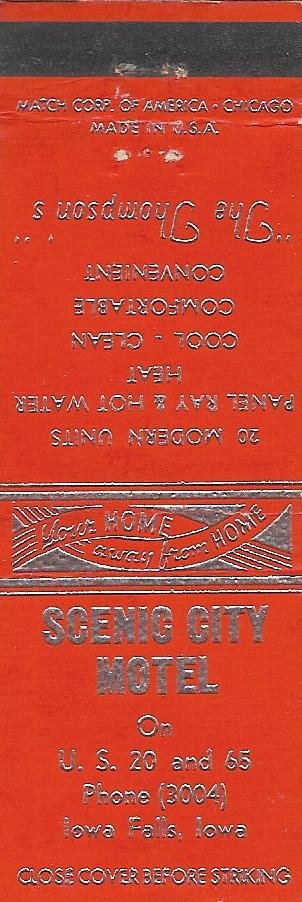 MATCH CORP. OF AMERICA • CHICAGO
MADE IN U.S.A.
20 MODERN UNITS
PANEL RAY & HOT WATER
HEAT
COOL - CLEAN
COMFORTABLE
CONVENIENT
"The Thompson's"
Your HOME
away from HOME
SCENIC CITY
MOTEL
On
U. S. 20 and 65
Phone (3004)
Iowa Falls, Iowa
CLOSE COVER BEFORE STRIKING